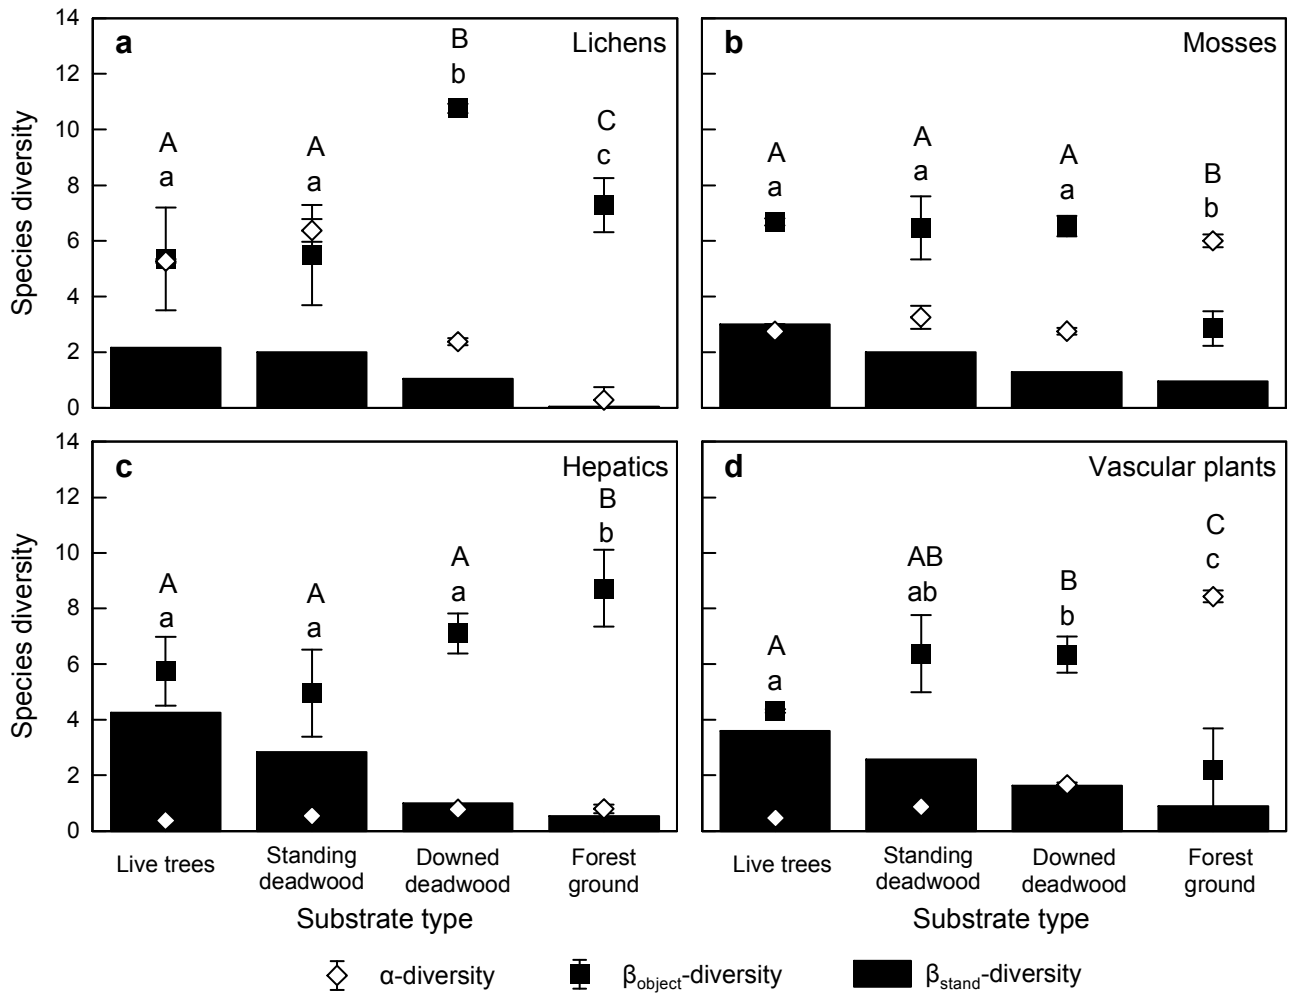 14
12
10
8
6
4
2
0
Species diversity
a
Lichens
A
a
A
a
B
b
C
c
b
Mosses
A
a
A
a
A
a
B
b
14
12
10
8
6
4
2
0
Species diversity
c
Hepatics
A
a
A
a
A
a
B
b
d
Vascular plants
A
a
AB
ab
B
b
C
c
Live trees
Standing
deadwood
Downed
deadwood
Forest
ground
Substrate type
Live trees
Standing
deadwood
Downed
deadwood
Forest
ground
Substrate type
α-diversity
βobject-diversity
βstand-diversity